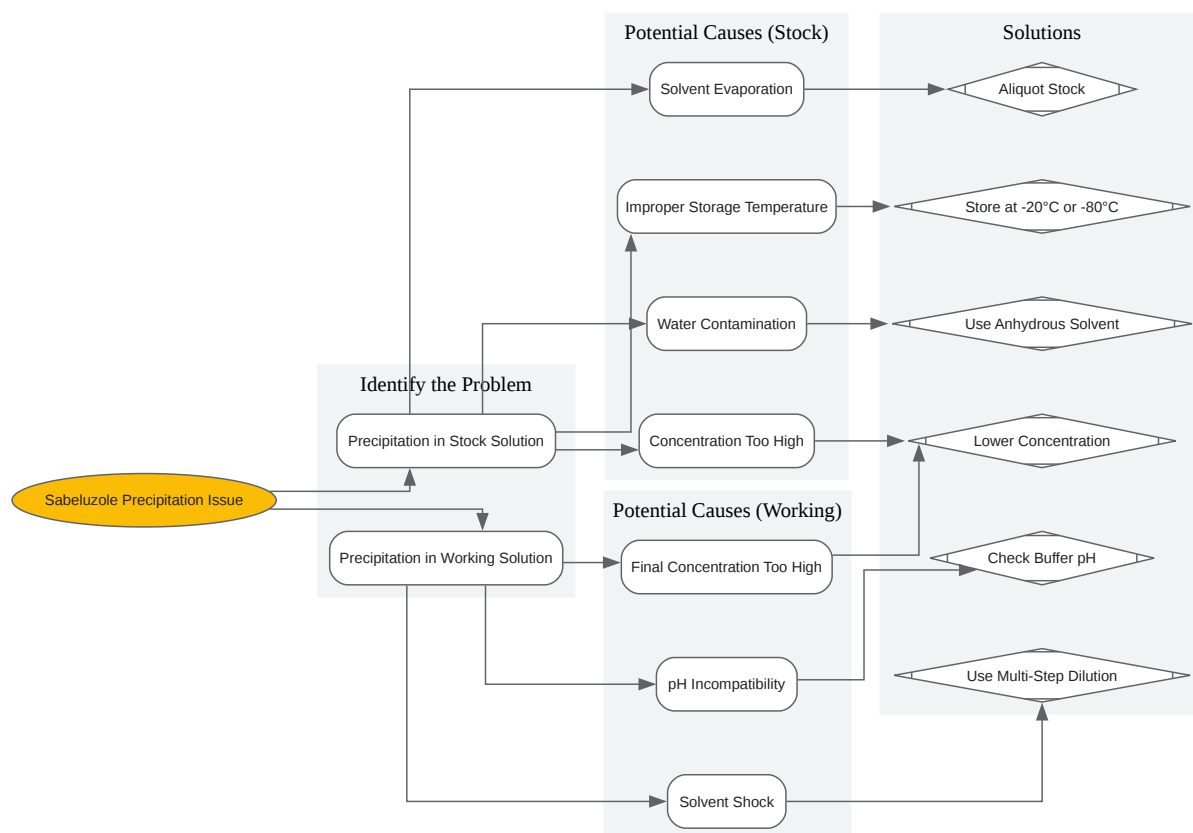 Potential Causes (Stock)
Solutions
Solvent Evaporation
Aliquot Stock
Improper Storage Temperature
Store at -20°C or -80°C
Water Contamination
Use Anhydrous Solvent
Identify the Problem
Precipitation in Stock Solution
Concentration Too High
Lower Concentration
Sabeluzole Precipitation Issue
Potential Causes (Working)
Precipitation in Working Solution
Final Concentration Too High
Check Buffer pH
pH Incompatibility
Use Multi-Step Dilution
Solvent Shock